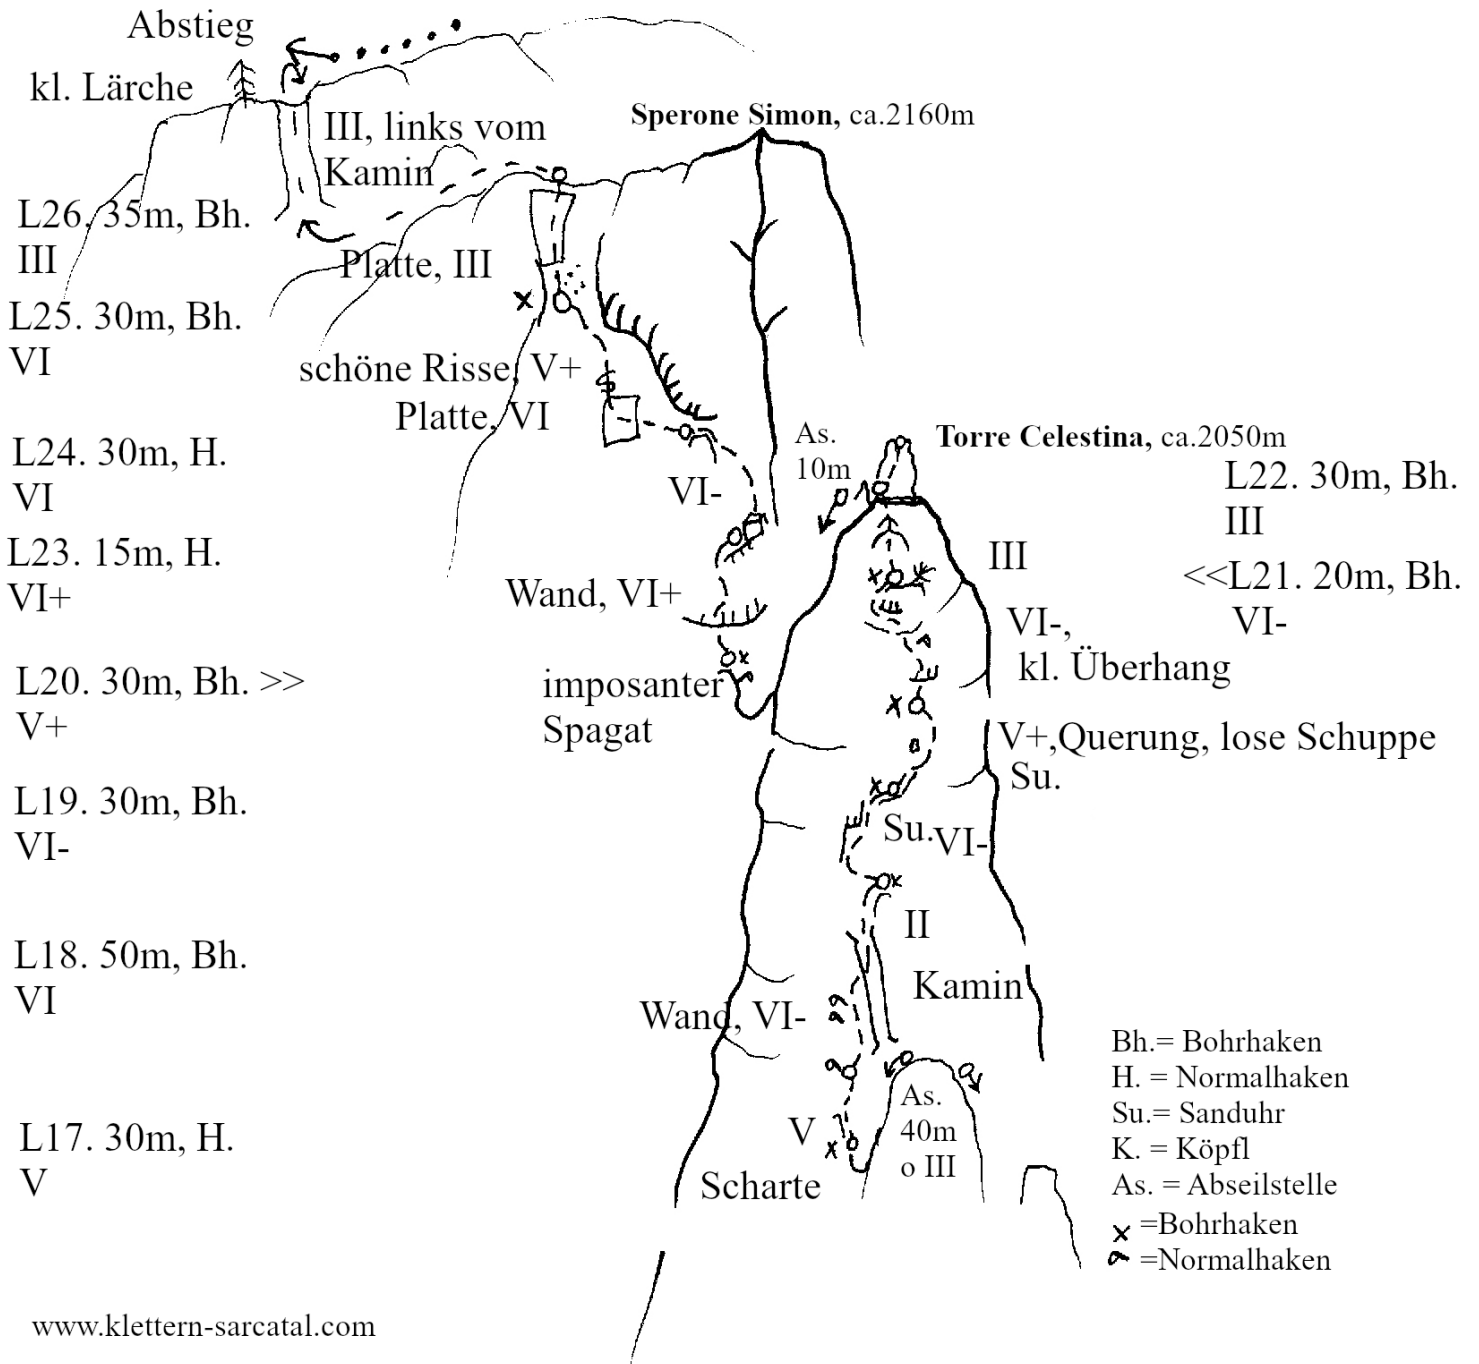 Abstieg
kl. Lärche
III, links vom
Kamin
Sperone Simon, ca.2160m
L26. 35m, Bh.
III
Platte, III
L25. 30m, Bh.
VI
schöne Risse, V+
Platte, VI
L24. 30m, H.
VI
VI-
As.
10m
Torre Celestina, ca.2050m
L22. 30m, Bh.
III
L23. 15m, H.
VI+
Wand, VI+
III
<<L21. 20m, Bh.
VI-
VI-,
kl. Überhang
L20. 30m, Bh. >>
V+
imposanter
Spagat
V+,Querung, lose Schuppe
Su.
L19. 30m, Bh.
VI-
Su.VI-
II
Kamin
L18. 50m, Bh.
VI
Wand, VI-
As.
40m
o III
V
L17. 30m, H.
V
Scharte
Bh.= Bohrhaken
H. = Normalhaken
Su.= Sanduhr
K. = Köpfl
As. = Abseilstelle
=Bohrhaken
=Normalhaken
www.klettern-sarcatal.com